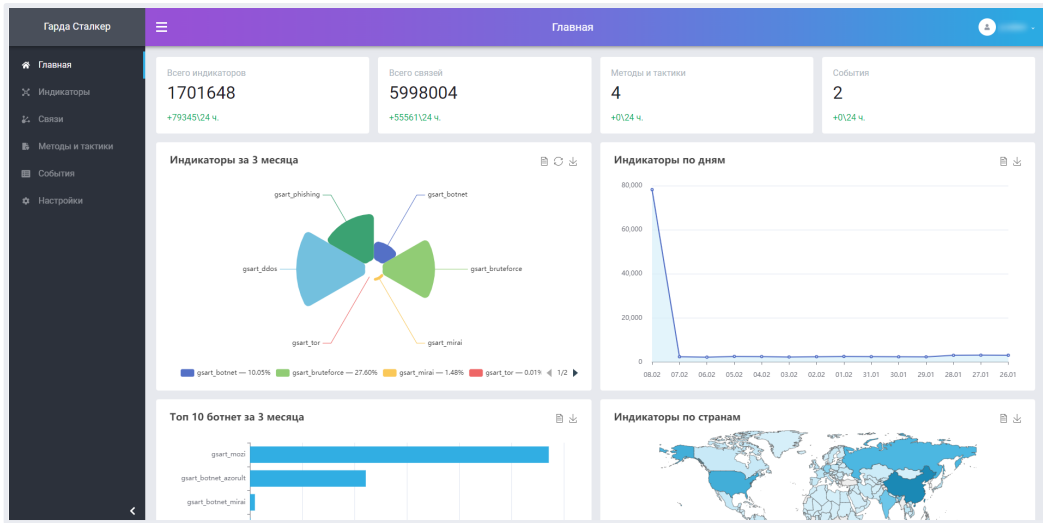 Гарда Сталкер
Главная
Главная
Индикаторы
Связи
Методы и тактики
События
Настройки
Всего индикаторов
1701648
+79345\24 ч.
Всего связей
5998004
+55561\24 ч.
Методы и тактики
4
+0\24 ч.
События
2
+0\24 ч.
Индикаторы за 3 месяца
gsart_phishing
gsart_botnet
gsart_ddos
gsart_bruteforce
gsart_tor
gsart_mirai
gsart_botnet — 10.05% gsart_bruteforce — 27.60% gsart_mirai — 1.48% gsart_tor — 0.019 1/2
Индикаторы по дням
80,000
60,000
40,000
20,000
0
08.02 07.02 06.02 05.02 04.02 03.02 02.02 01.02 31.01 30.01 29.01 28.01 27.01 26.01
Топ 10 ботнет за 3 месяца
gsart_mozi
gsart_botnet_azorult
gsart_botnet_mirai
Индикаторы по странам